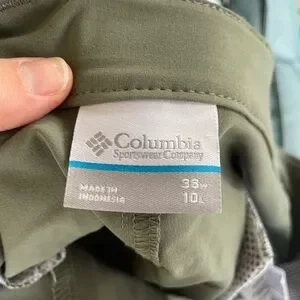 Columbia
Sportswear Company
MADE IN
INDONESIA
38W
10L